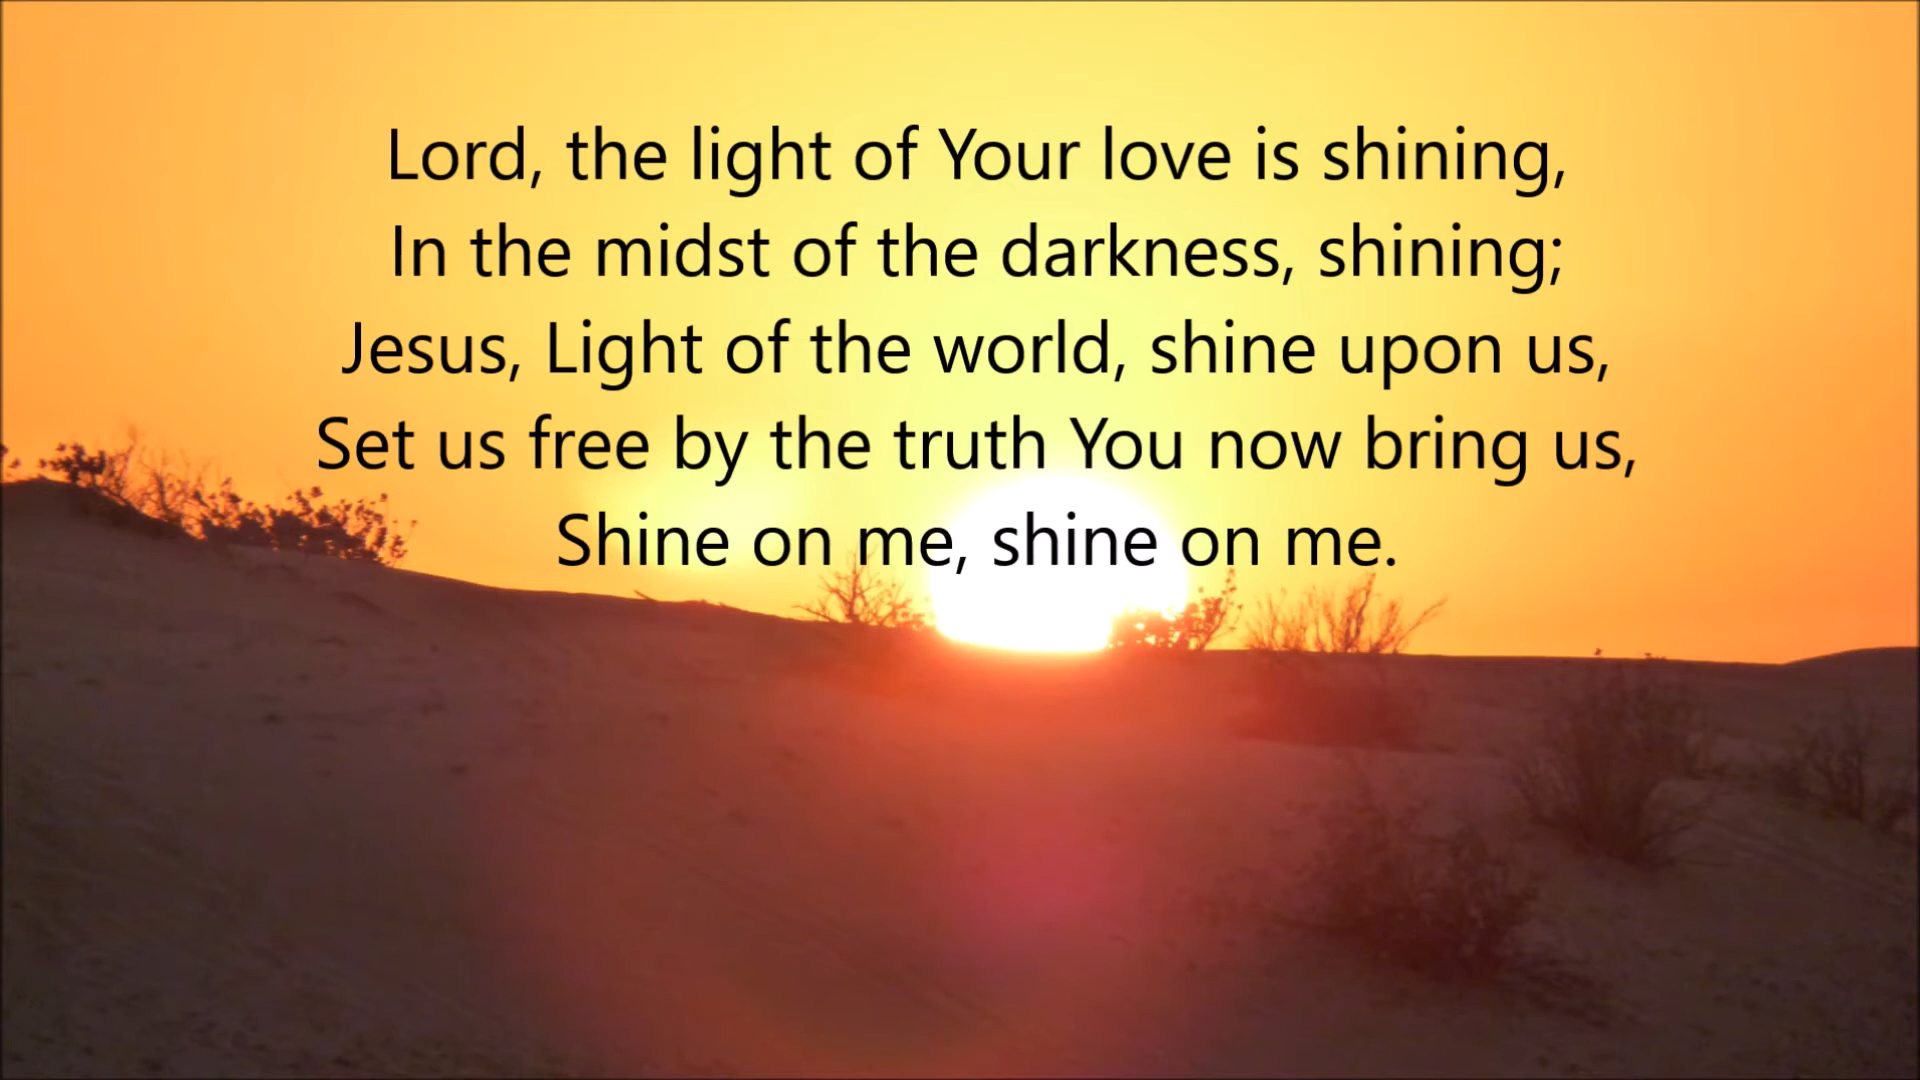 Lord, the light of Your love is shining,
In the midst of the darkness, shining;
Jesus, Light of the world, shine upon us,
Set us free by the truth You now bring us,
Shine on me, shine on me.